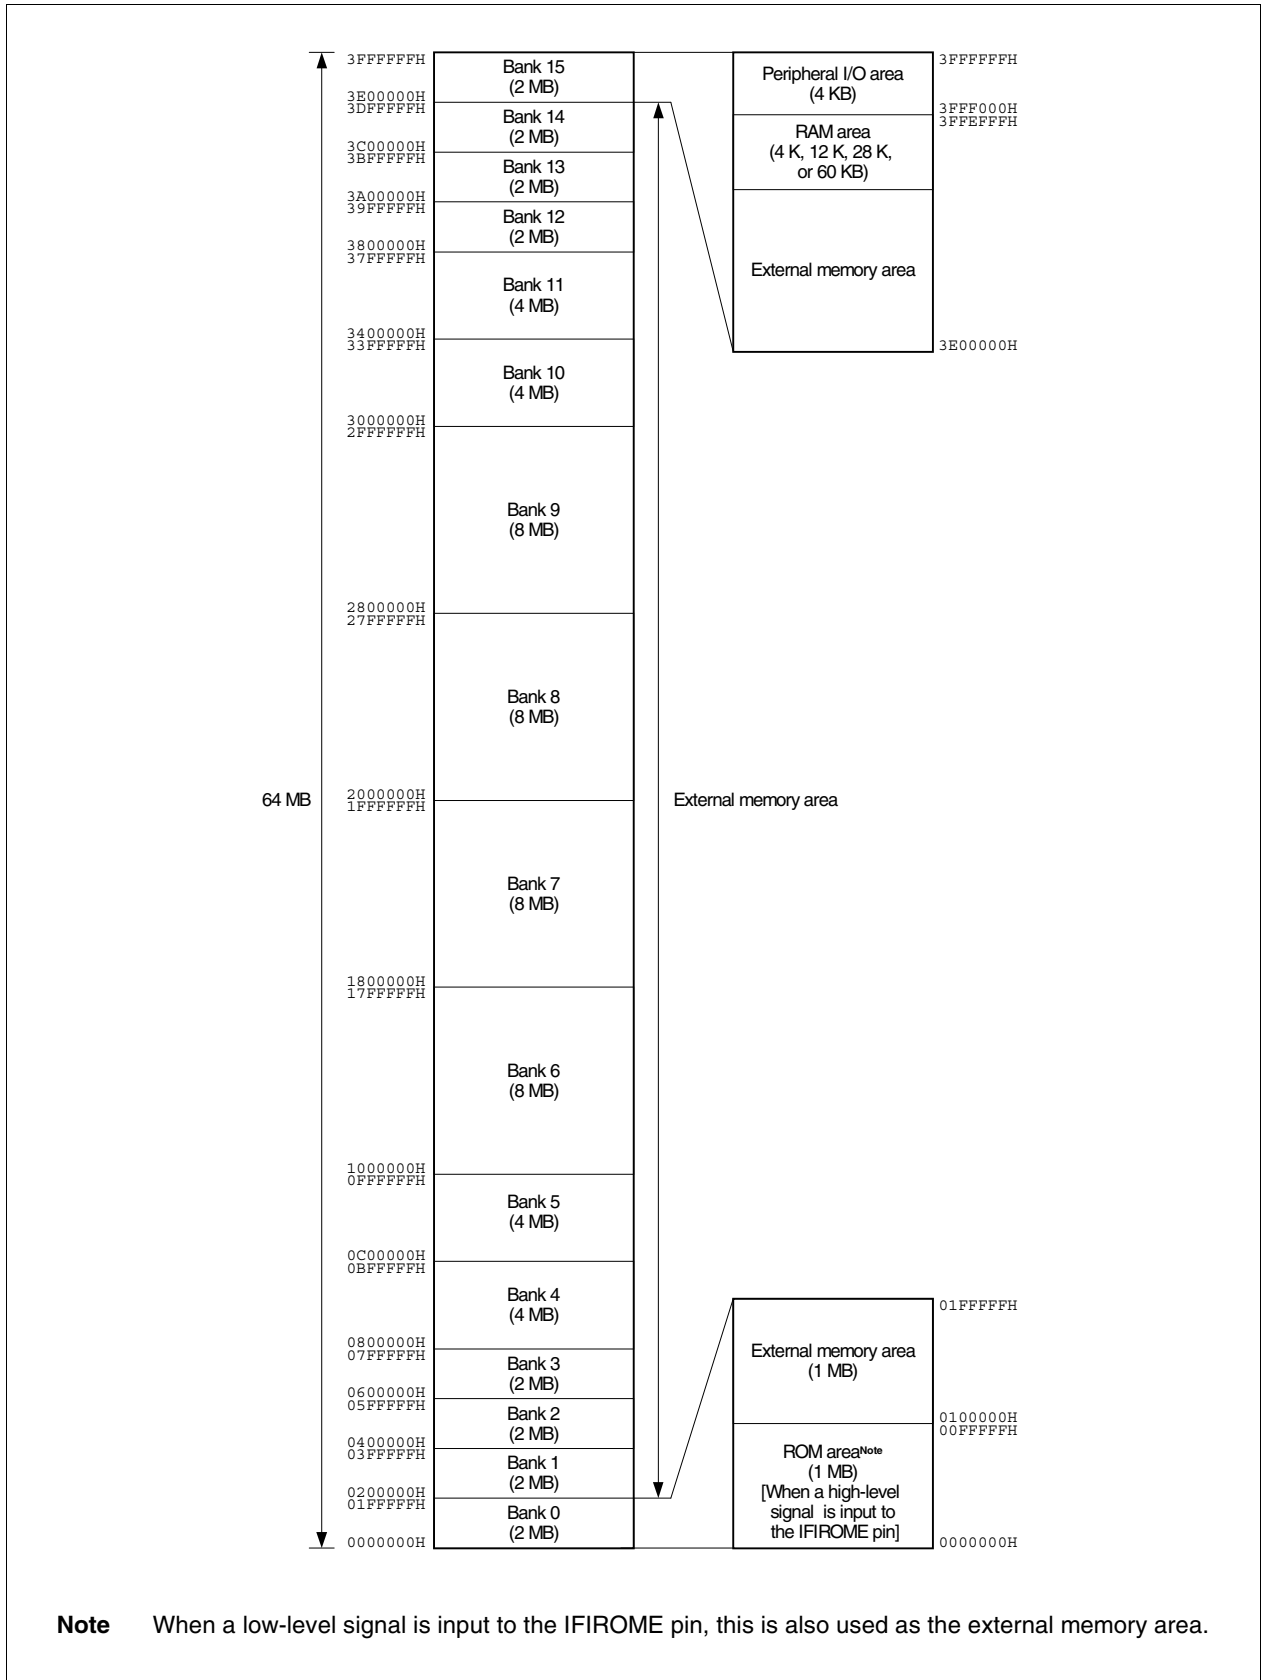 3FFFFFFH
Bank 15
(2 MB)
3E00000H
3DFFFFFH
Bank 14
(2 MB)
3C00000H
3BFFFFFH
Bank 13
(2 MB)
3A00000H
39FFFFFH
Bank 12
(2 MB)
3800000H
37FFFFFH
Bank 11
(4 MB)
3400000H
33FFFFFH
Bank 10
(4 MB)
3000000H
2FFFFFFH
Bank 9
(8 MB)
2800000H
27FFFFFH
Bank 8
(8 MB)
64 MB
2000000H
1FFFFFFH
Bank 7
(8 MB)
1800000H
17FFFFFH
Bank 6
(8 MB)
1000000H
0FFFFFFH
Bank 5
(4 MB)
0C00000H
0BFFFFFH
Bank 4
(4 MB)
0800000H
07FFFFFH
Bank 3
(2 MB)
0600000H
05FFFFFH
Bank 2
(2 MB)
0400000H
03FFFFFH
Bank 1
(2 MB)
0200000H
01FFFFFH
Bank 0
(2 MB)
0000000H
External memory area
Peripheral I/O area
(4 KB)
3FFFFFFH
3FFF000H
3FFEFFFH
RAM area
(4 K, 12 K, 28 K,
or 60 KB)
External memory area
3E00000H
01FFFFFH
External memory area
(1 MB)
0100000H
00FFFFFH
ROM areaNote
(1 MB)
[When a high-level
signal is input to
the IFIROME pin]
0000000H
Note When a low-level signal is input to the IFIROME pin, this is also used as the external memory area.